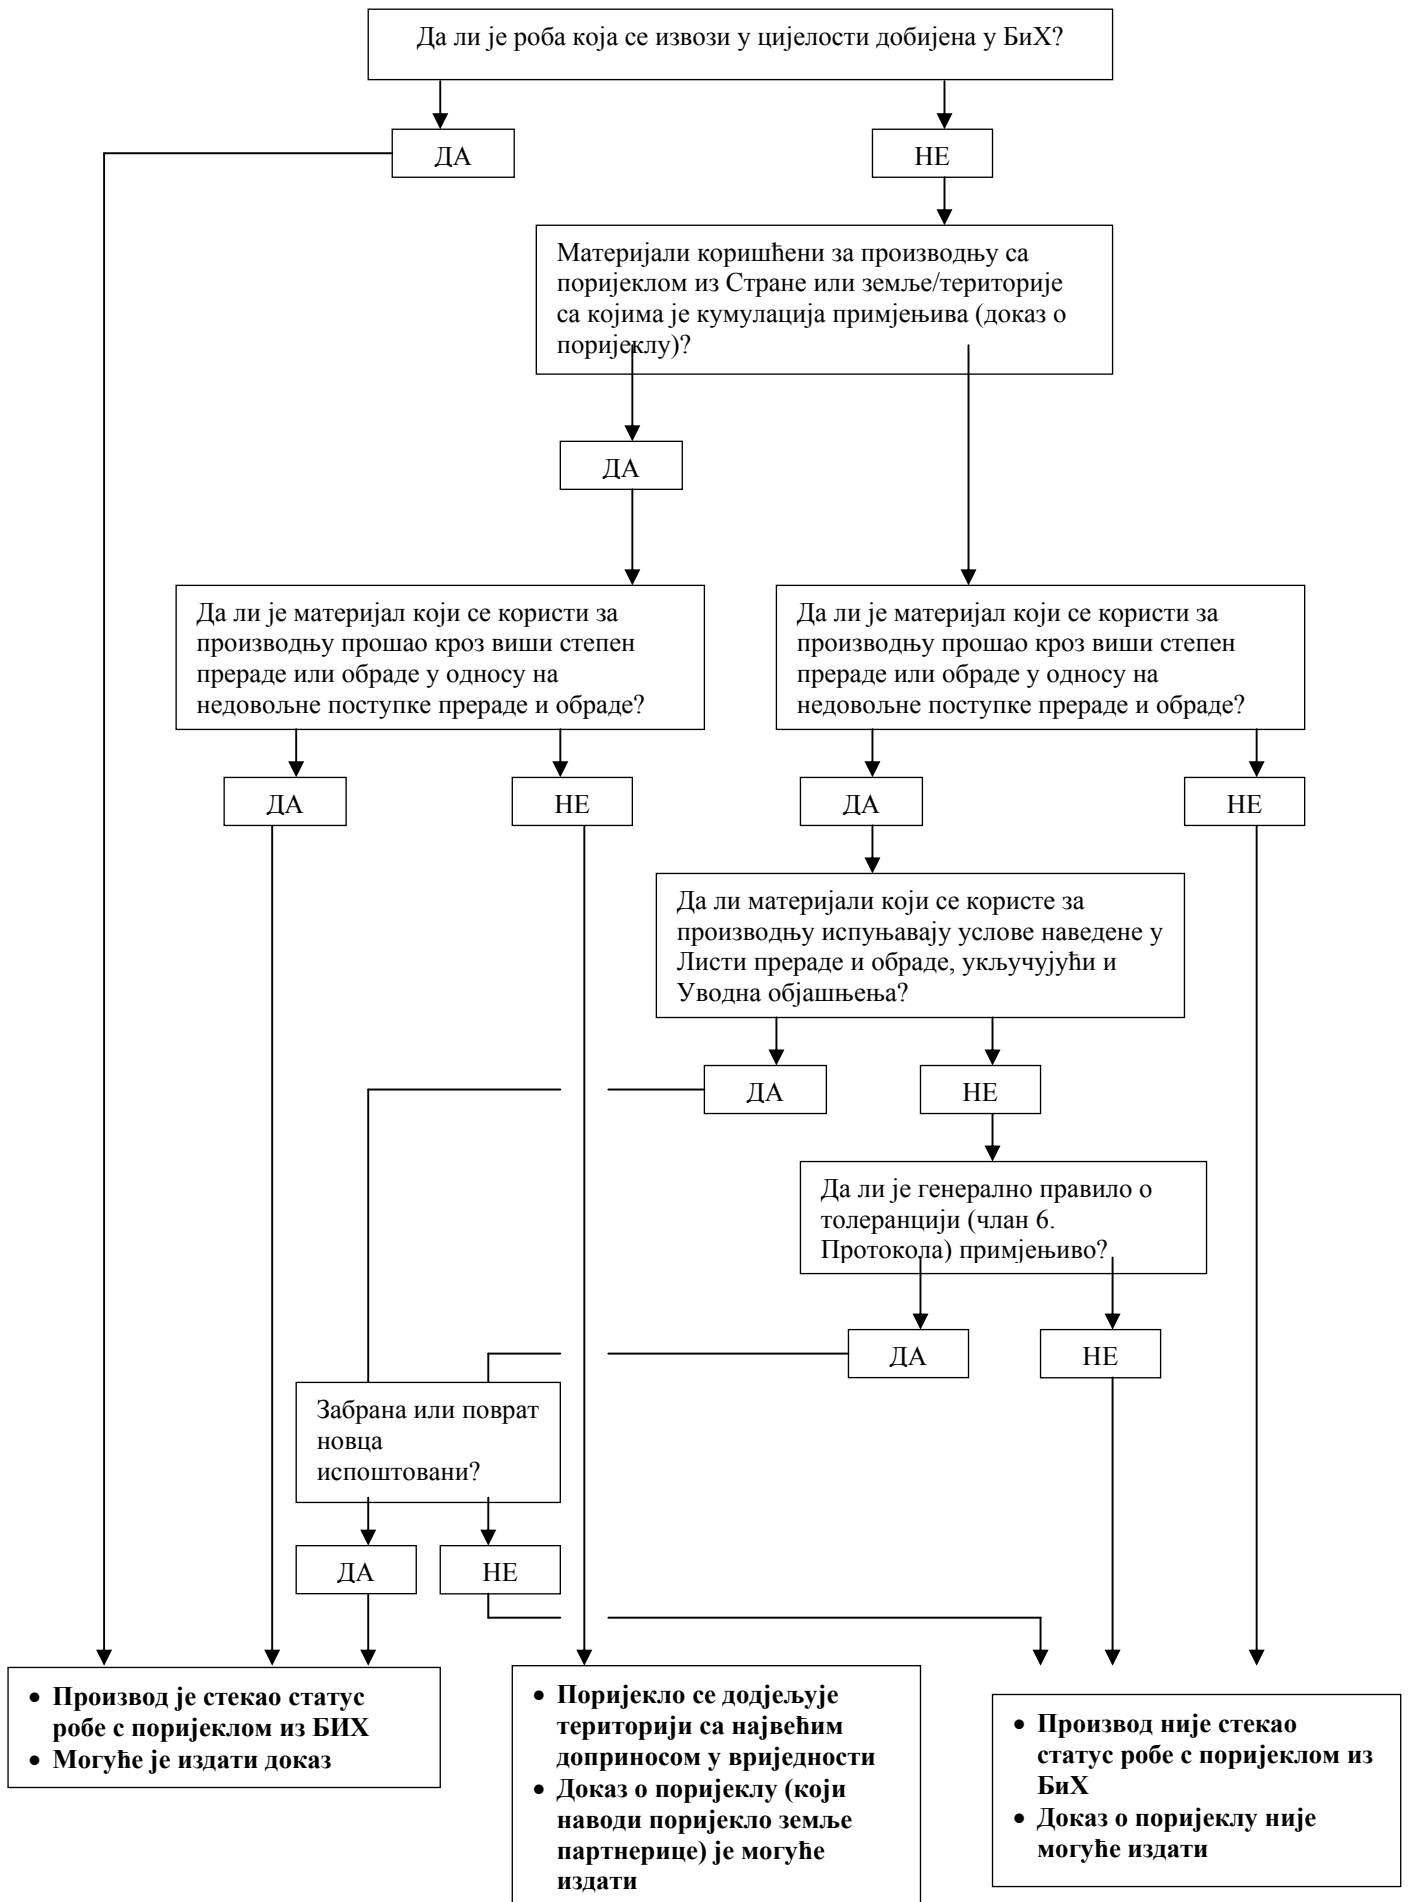 Да ли је роба која се извози у цијелости добијена у БиХ?
ДА
НЕ
Материјали коришћени за производњу са
поријеклом из Стране или земље/територије
са којима је кумулација примјењива (доказ о
поријеклу)?
ДА
Да ли је материјал који се користи за
производњу прошао кроз виши степен
прераде или обраде у односу на
недовољне поступке прераде и обраде?
Да ли је материјал који се користи за
производњу прошао кроз виши степен
прераде или обраде у односу на
недовољне поступке прераде и обраде?
ДА
НЕ
ДА
НЕ
Да ли материјали који се користе за
производњу испуњавају услове наведене у
Листи прераде и обраде, укључујући и
Уводна објашњења?
ДА
НЕ
Да ли је генерално правило о
толеранцији (члан 6.
Протокола) примјењиво?
ДА
НЕ
Забрана или поврат
новца
испоштовани?
ДА
НЕ
• Производ је стекао статус
робе с поријеклом из БИХ
• Могуће је издати доказ
• Поријекло се додјељује
територији са највећим
доприносом у вриједности
• Доказ о поријеклу (који
наводи поријекло земље
партнерице) је могуће
издати
• Производ није стекао
статус робе с поријеклом из
БиХ
• Доказ о поријеклу није
могуће издати